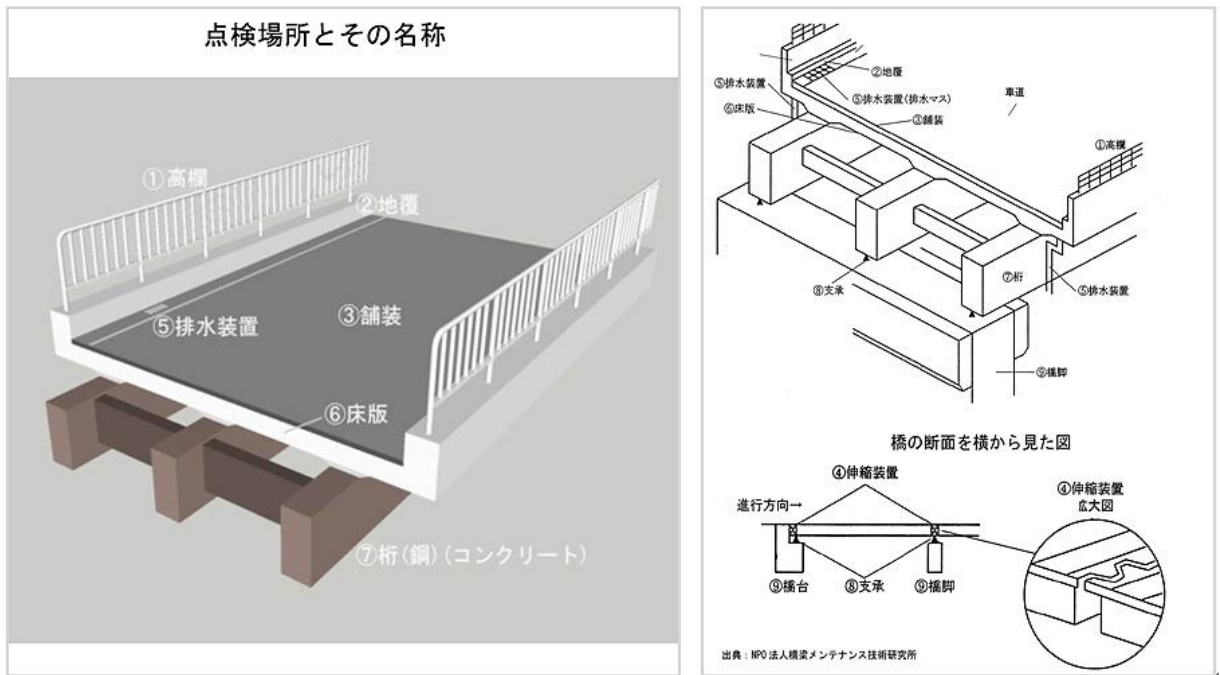 点検場所とその名称
①高欄
②地覆
③舗装
⑤排水装置
⑥床版
⑦桁(鋼)(コンクリート)
②地覆
⑤排水装置
⑤排水装置(排水マス)
車道
⑥床版
③舗装
①高欄
⑦桁
⑧支承
⑤排水装置
⑨橋脚
橋の断面を横から見た図
④伸縮装置
④伸縮装置
広大図
進行方向→
⑨橋台
⑧支承
⑨橋脚
出典:NPO法人橋梁メンテナンス技術研究所